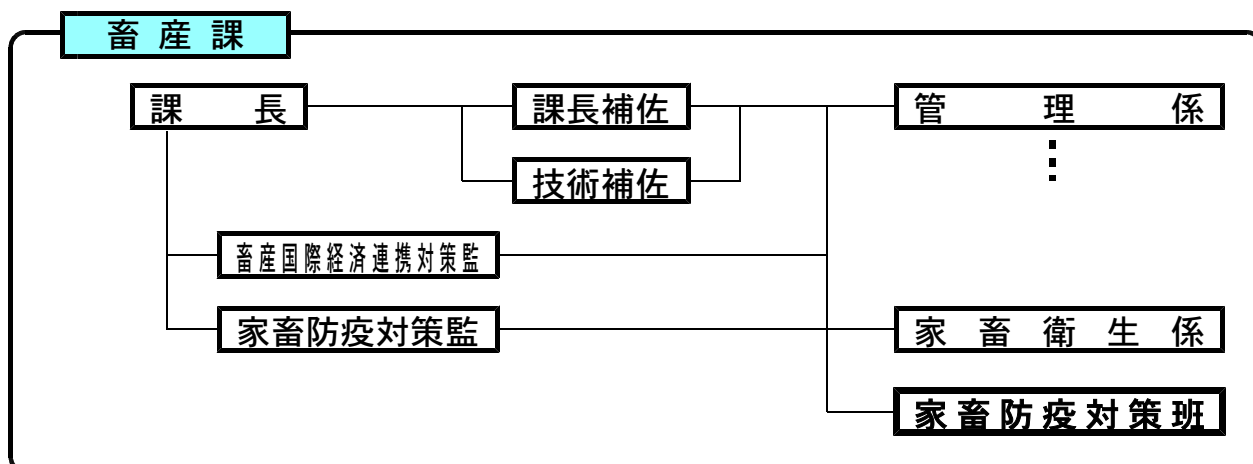 畜産課
課長
課長補佐
管理係
技術補佐
畜産国際経済連携対策監
家畜防疫対策監
家畜衛生係
家畜防疫対策班